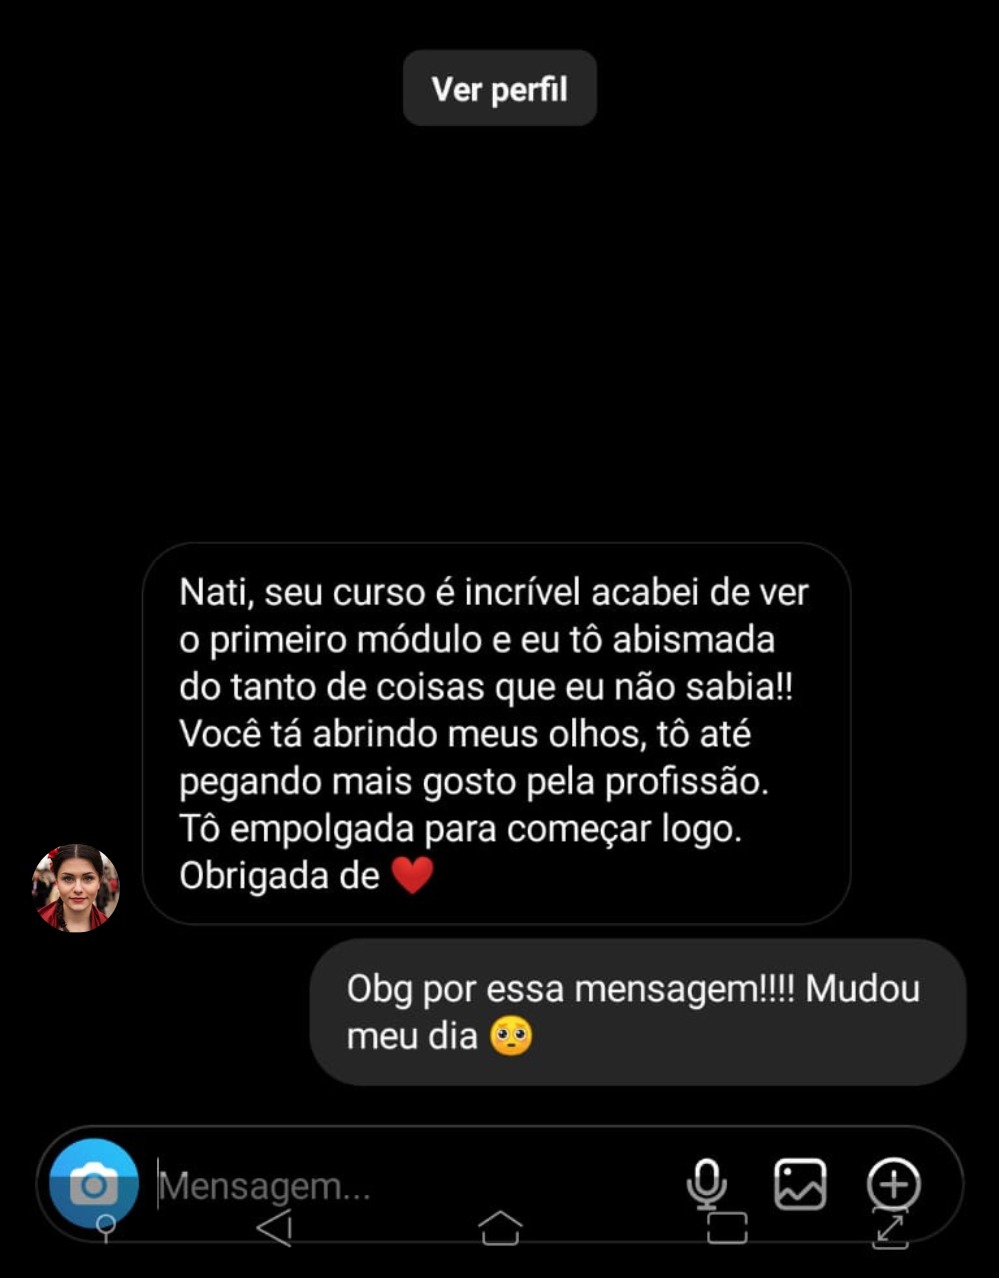 Ver perfil
Nati, seu curso é incrível acabei de ver
o primeiro módulo e eu tô abismada
do tanto de coisas que eu não sabia!!
Você tá abrindo meus olhos, tô até
pegando mais gosto pela profissão.
Tô empolgada para começar logo.
Obrigada de ❤️
Obg por essa mensagem!!!! Mudou
meu dia 🥺
Mensagem...